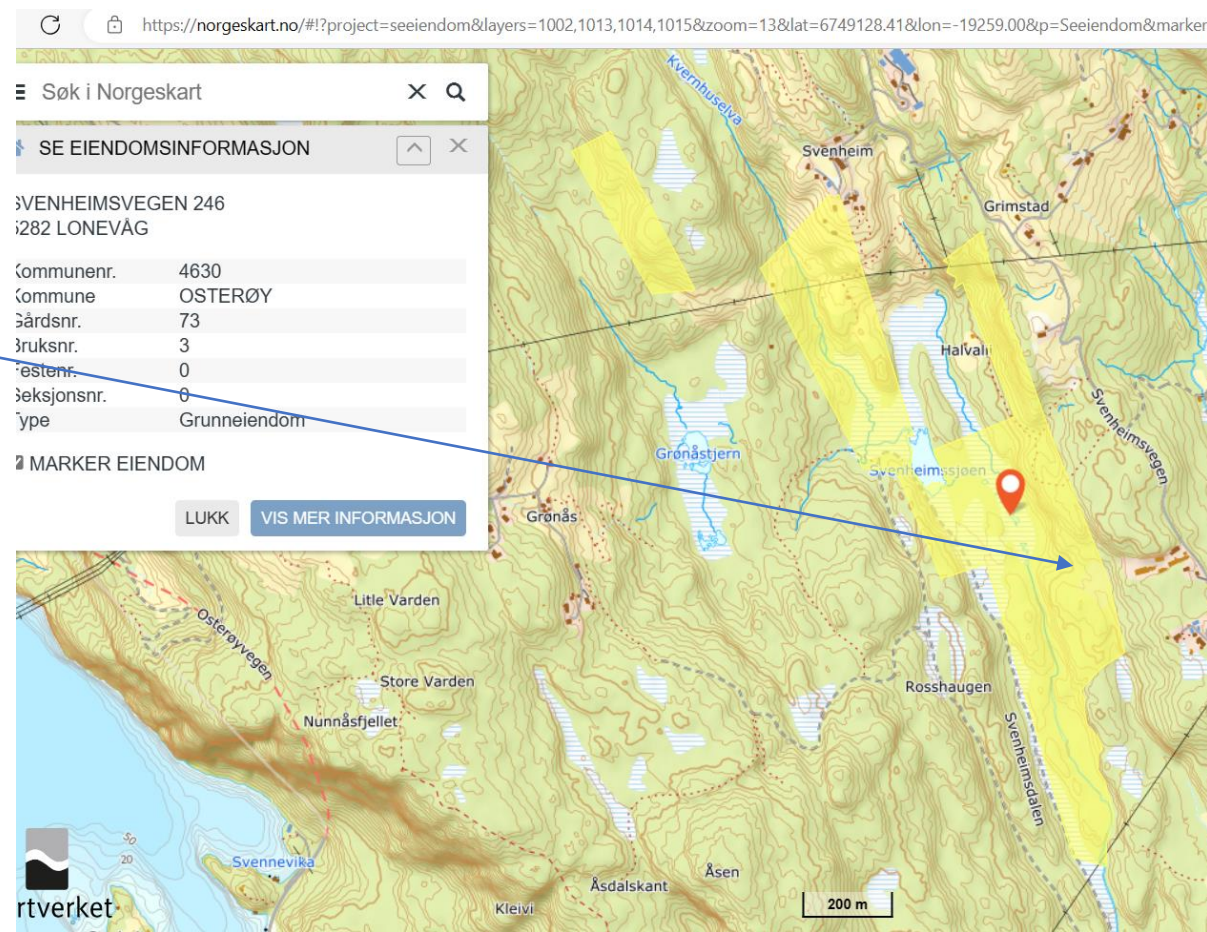 https://norgeskart.no/#!?project=seeiendom&layers=1002,1013,1014,1015&zoom=13&lat=6749128.41&lon=-19259.00&p=Seeiendom&marker
Søk i Norgeskart
SE EIENDOMSINFORMASJON
SVENHEIMSVEGEN 246
5282 LONEVÅG
Kommunenr. 4630
Kommune OSTERØY
Gårdsnr. 73
Bruksnr. 3
Festenr. 0
Seksjonsnr. 0
Type Grunneiendom
MARKER EIENDOM
LUKK VIS MER INFORMASJON
Kvernhuselva
Svenheim
Grimstad
Halvali
Svenheimsvegen
Grønåstjern
Svenheimssjøen
Grønås
Litle Varden
Osterøyvegen
Store Varden
Rosshaugen
Nunnåsfjellet
Svenheimsdalen
50
20
Svennevika
Åsen
Åsdalskant
200 m
rtverket
Kleivi